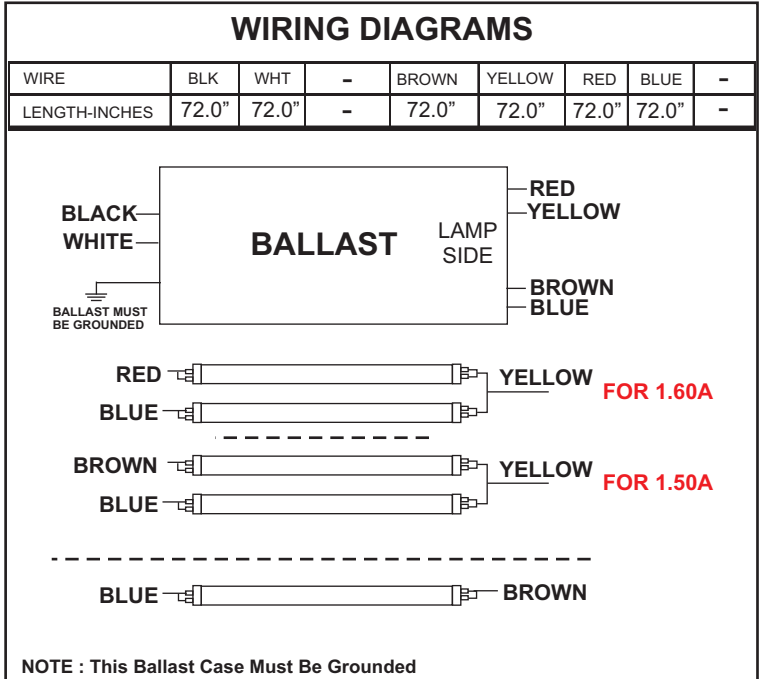 WIRING DIAGRAMS
WIRE BLK WHT - BROWN YELLOW RED BLUE -
LENGTH-INCHES 72.0” 72.0” - 72.0” 72.0” 72.0” 72.0” -
RED
BLACK
YELLOW
WHITE
BALLAST
LAMP
SIDE
BROWN
BLUE
BALLAST MUST
BE GROUNDED
RED
YELLOW
FOR 1.60A
BLUE
BROWN
YELLOW
FOR 1.50A
BLUE
BLUE
BROWN
NOTE : This Ballast Case Must Be Grounded